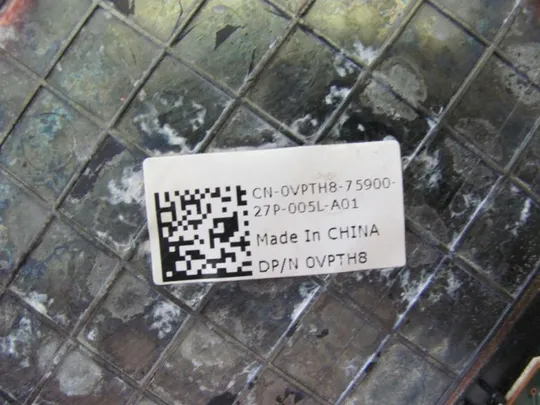 CN-0VPTH8-75900-
27P-005L-A01
Made In CHINA
DP/N 0VPTH8